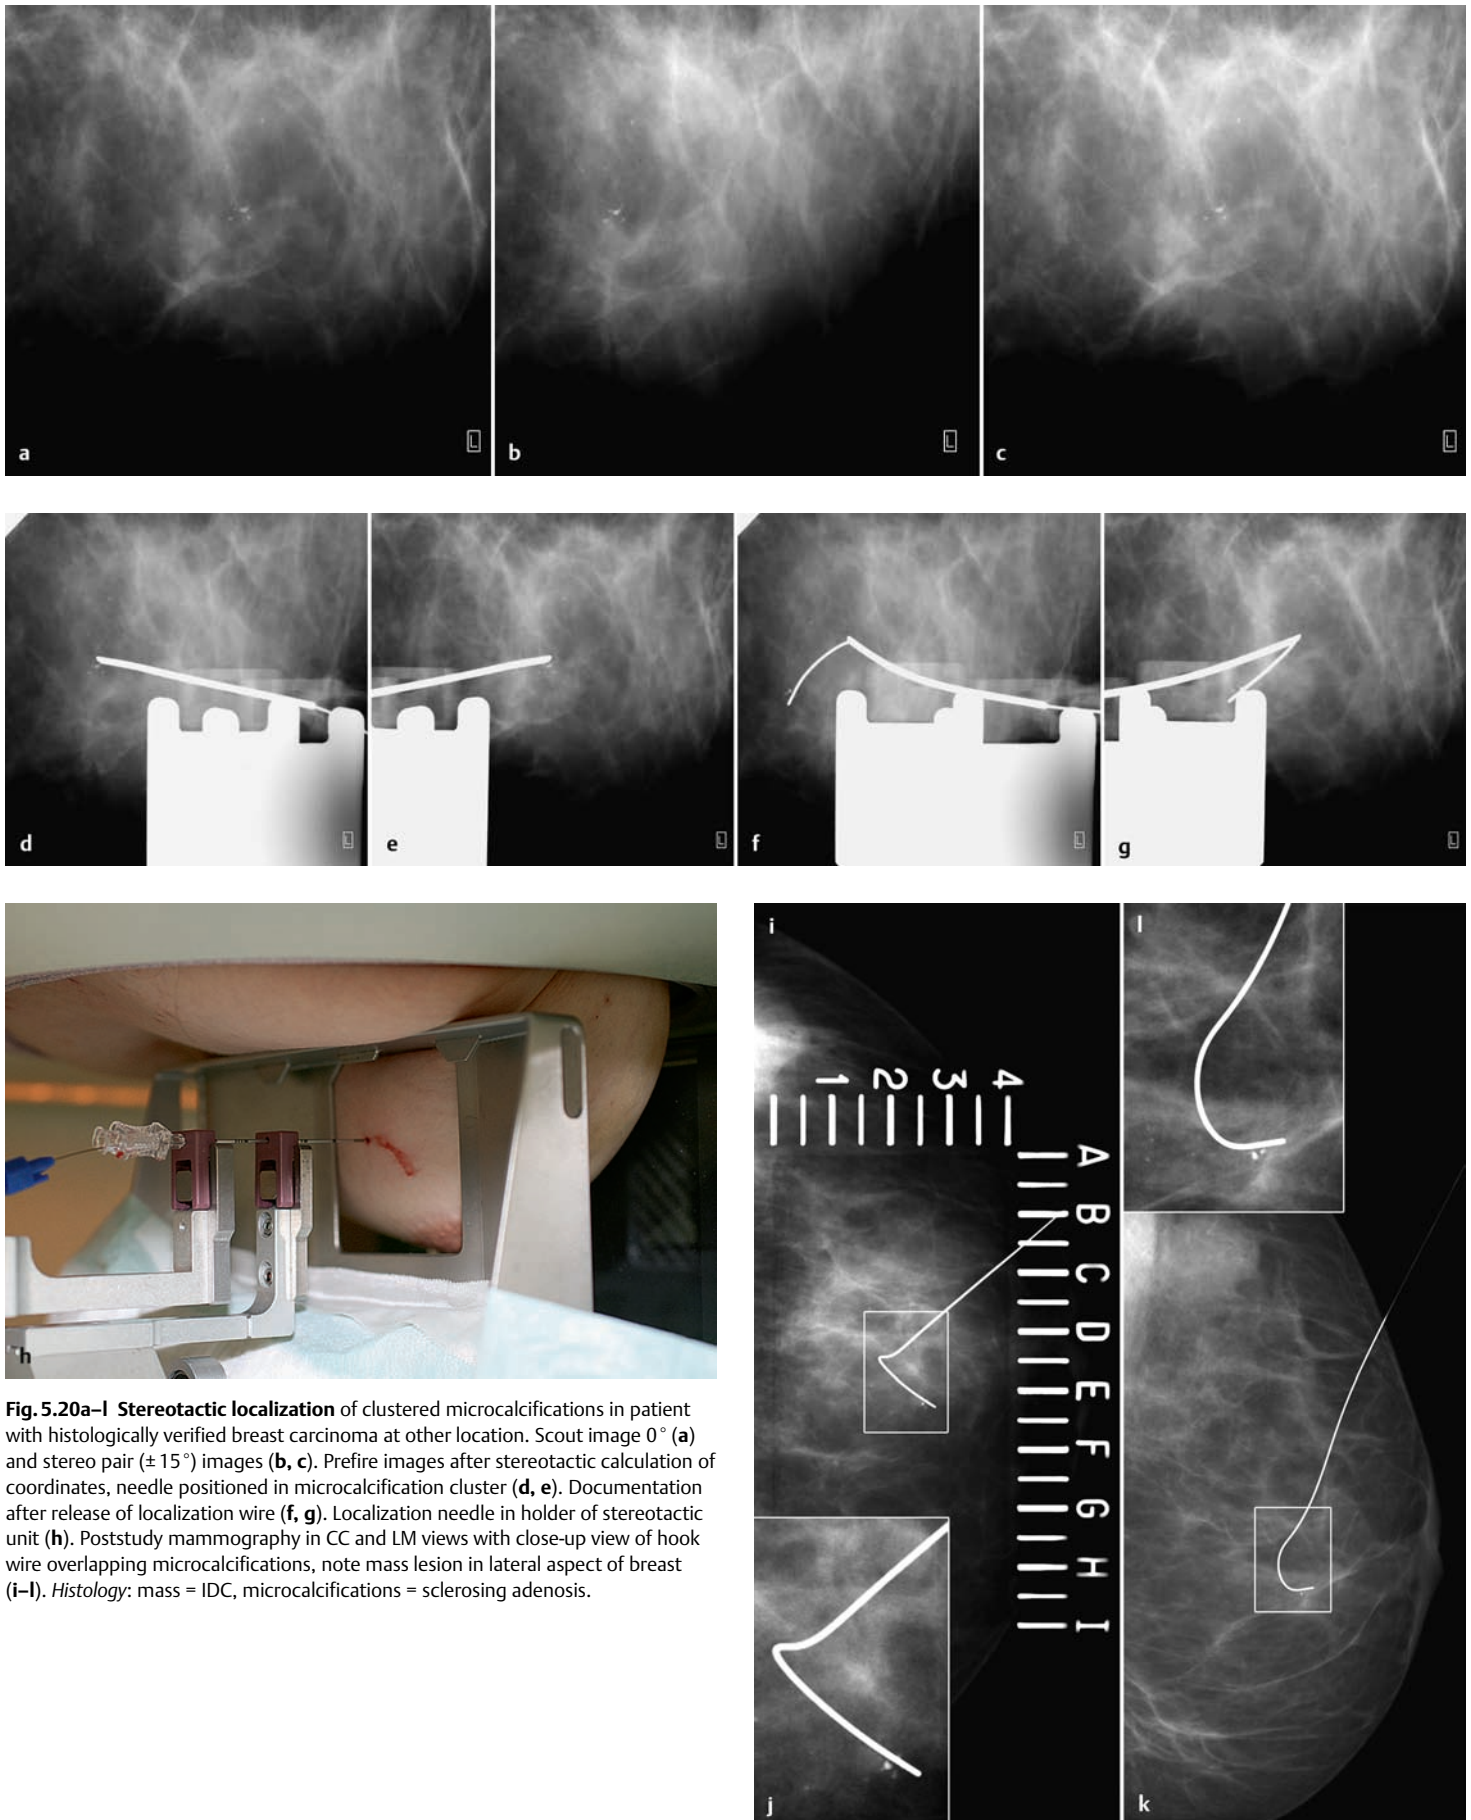 a
L
b
L
c
L
d
L
e
L
f
L
g
L
h
i
1 2 3 4
A
B
C
D
E
F
G
H
I
l
j
k
Fig. 5.20a–l Stereotactic localization of clustered microcalcifications in patient
with histologically verified breast carcinoma at other location. Scout image 0° (a)
and stereo pair (± 15°) images (b, c). Prefire images after stereotactic calculation of
coordinates, needle positioned in microcalcification cluster (d, e). Documentation
after release of localization wire (f, g). Localization needle in holder of stereotactic
unit (h). Poststudy mammography in CC and LM views with close-up view of hook
wire overlapping microcalcifications, note mass lesion in lateral aspect of breast
(i–l). Histology: mass = IDC, microcalcifications = sclerosing adenosis.